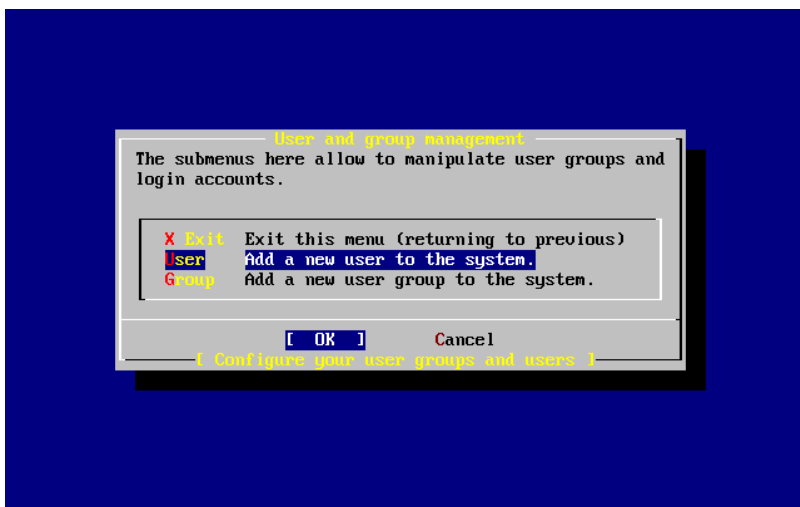 User and group management
The submenus here allow to manipulate user groups and
login accounts.
X Exit Exit this menu (returning to previous)
User Add a new user to the system.
Group Add a new user group to the system.
[ OK ] Cancel
[ Configure your user groups and users ]